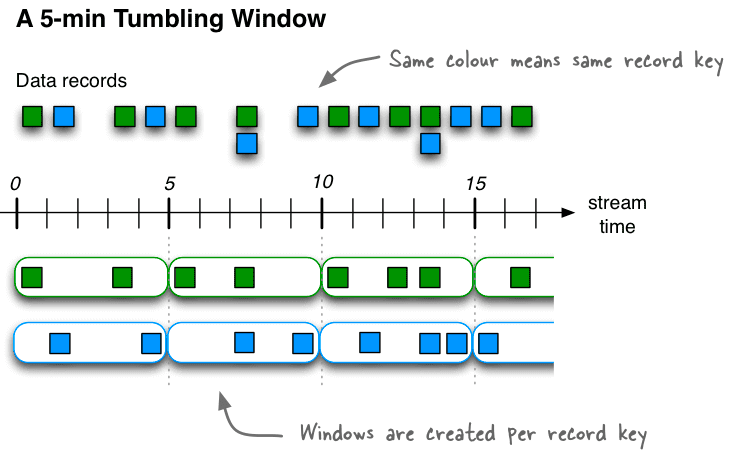 A 5-min Tumbling Window
Same colour means same record key
Data records
0 5 10 15
stream
time
Windows are created per record key